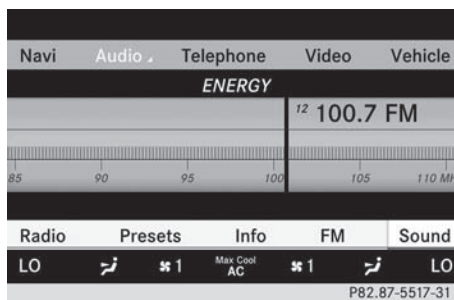 Navi Audio Telephone Video Vehicle
ENERGY
12 100.7 FM
85 90 95 100 105 110 MH
Radio Presets Info FM Sound
LO 1 Max Cool AC 1 LO
P82.87-5517-31